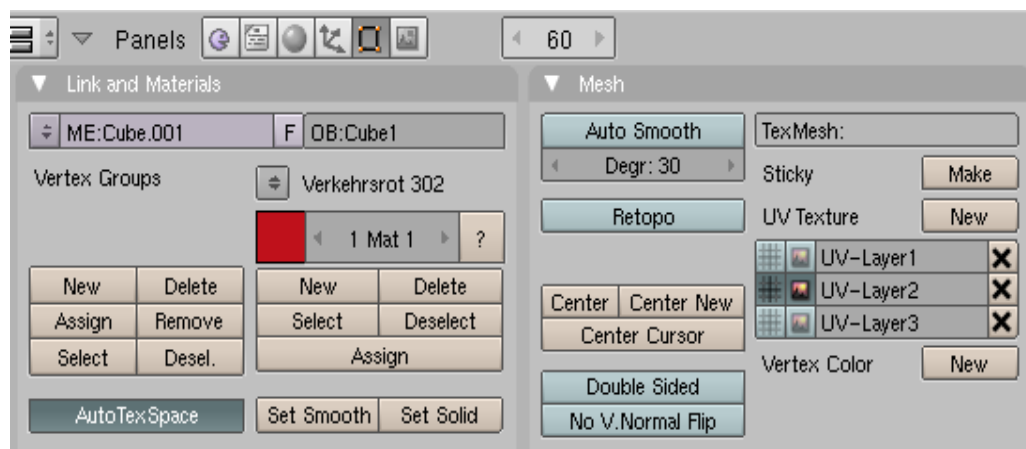 Panels
60
Link and Materials
ME:Cube.001
F
OB:Cube1
Vertex Groups
Verkehrsrot 302
1 Mat 1
?
New
Delete
New
Delete
Assign
Remove
Select
Deselect
Select
Desel.
Assign
AutoTexSpace
Set Smooth
Set Solid
Mesh
Auto Smooth
TexMesh:
Degr: 30
Sticky
Make
Retopo
UV Texture
New
UV-Layer1
UV-Layer2
UV-Layer3
Center
Center New
Center Cursor
Vertex Color
New
Double Sided
No V.Normal Flip